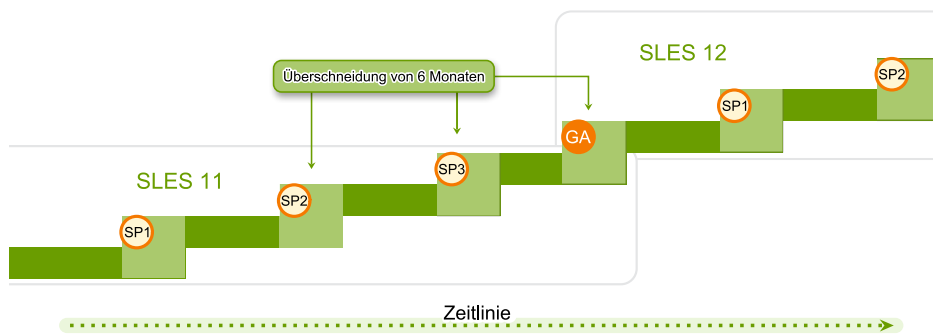 SLES 12
Überschneidung von 6 Monaten
SP2
SP1
GA
SP3
SLES 11
SP2
SP1
Zeitlinie